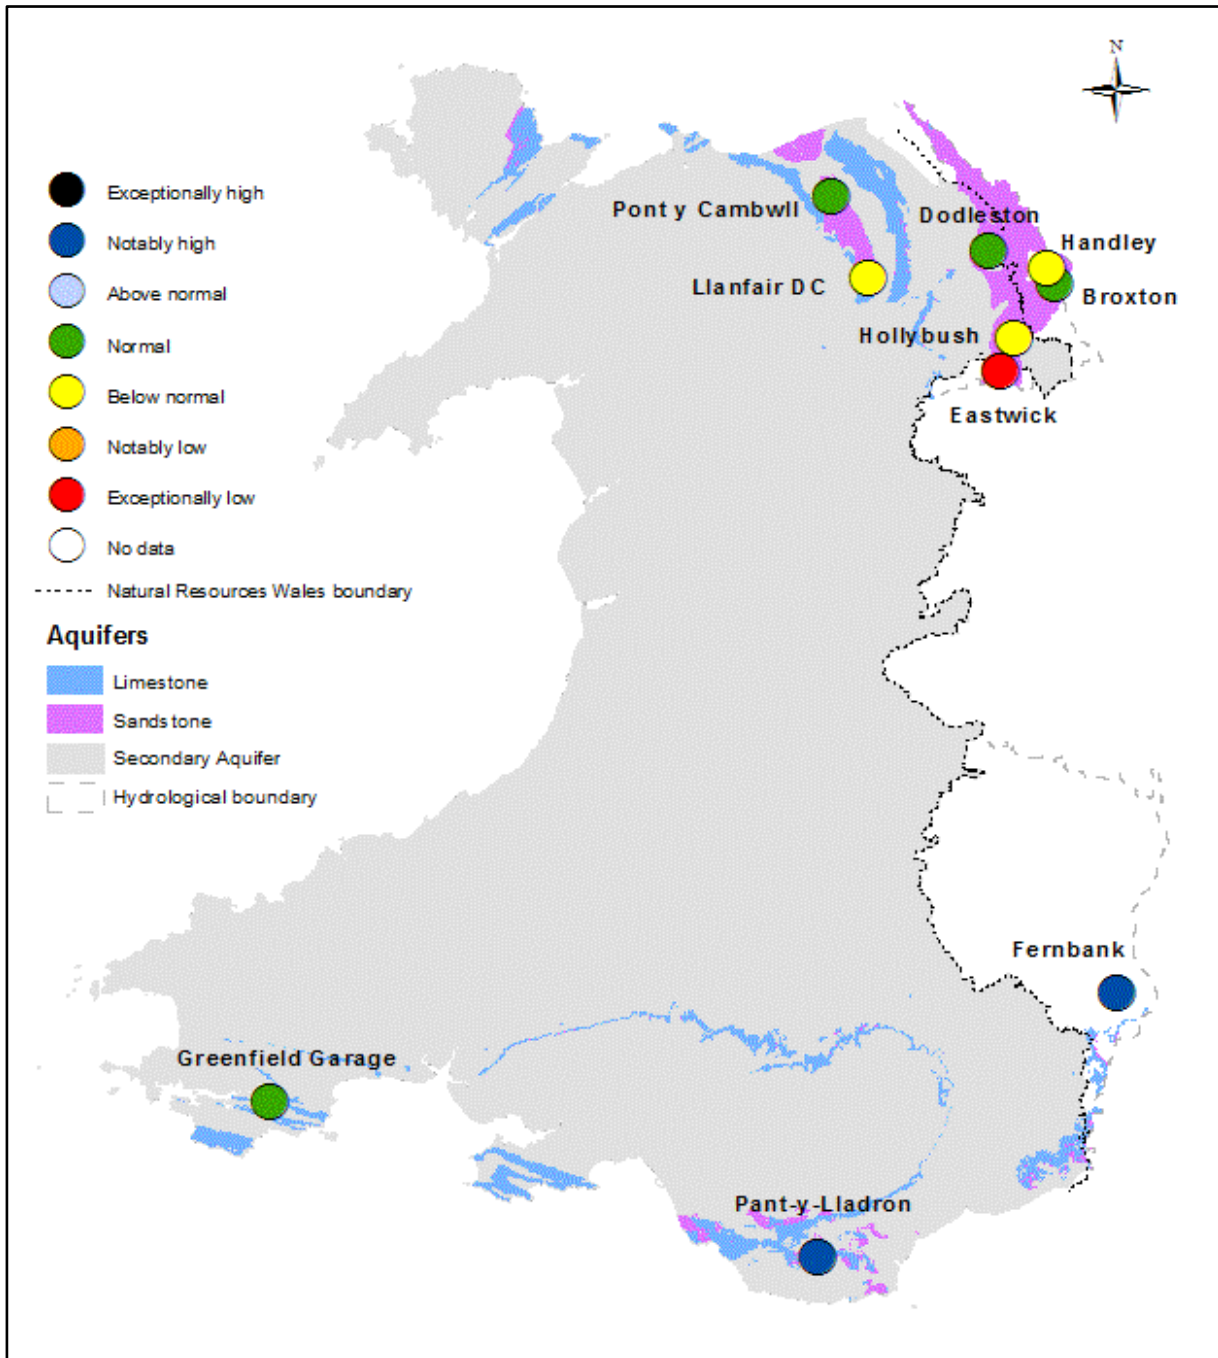 N
Exceptionally high
Notably high
Above normal
Normal
Below normal
Notably low
Exceptionally low
No data
Natural Resources Wales boundary
Aquifers
Limestone
Sandstone
Secondary Aquifer
Hydrological boundary
Pont y Cambwll
Dodleston
Handley
Llanfair DC
Broxton
Hollybush
Eastwick
Fernbank
Greenfield Garage
Pant-y-Lladron